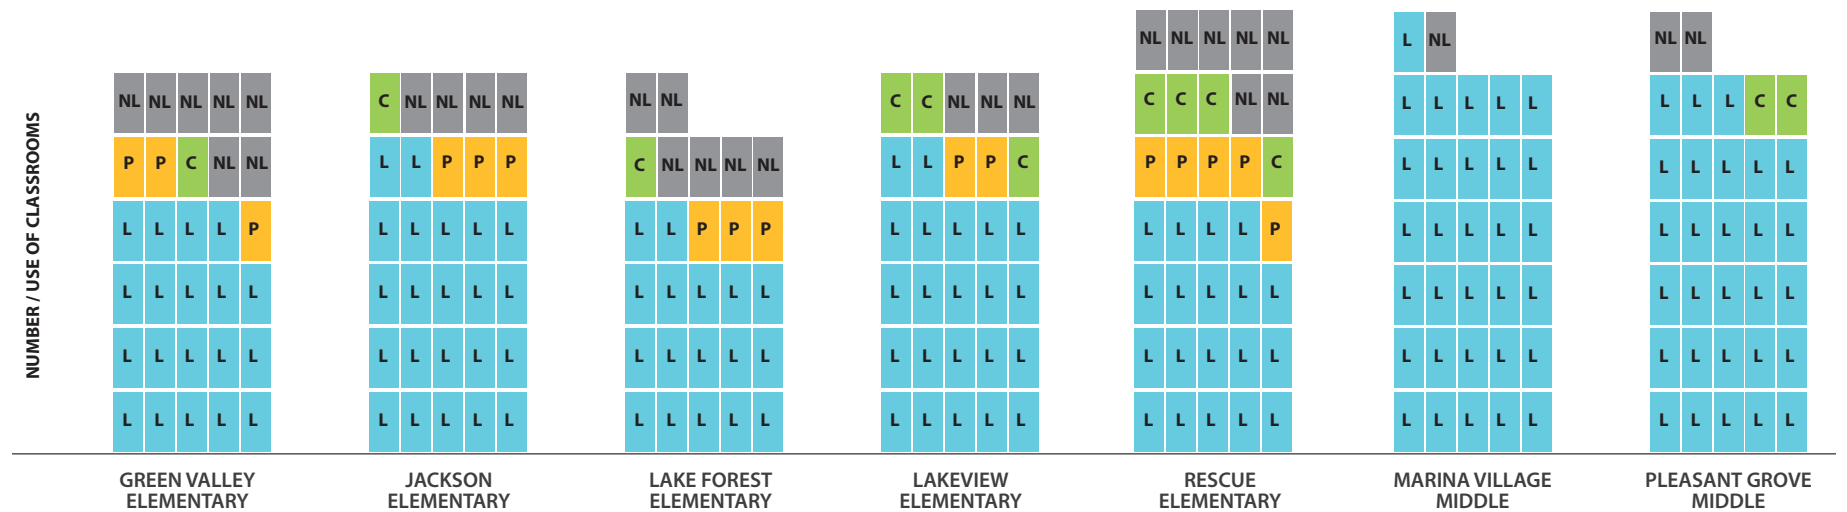 NUMBER / USE OF CLASSROOMS
NL NL NL NL NL
P P C NL NL
L L L L P
L L L L L
L L L L L
L L L L L
GREEN VALLEY
ELEMENTARY
C NL NL NL NL
L L P P P
L L L L L
L L L L L
L L L L L
L L L L L
JACKSON
ELEMENTARY
NL NL
C NL NL NL NL
L L P P P
L L L L L
L L L L L
L L L L L
LAKE FOREST
ELEMENTARY
C C NL NL NL
L L P P C
L L L L L
L L L L L
L L L L L
L L L L L
LAKEVIEW
ELEMENTARY
NL NL NL NL NL
C C C NL NL
P P P P C
L L L L P
L L L L L
L L L L L
L L L L L
RESCUE
ELEMENTARY
L NL
L L L L L
L L L L L
L L L L L
L L L L L
L L L L L
L L L L L
MARINA VILLAGE
MIDDLE
NL NL
L L L C C
L L L L L
L L L L L
L L L L L
L L L L L
L L L L L
PLEASANT GROVE
MIDDLE